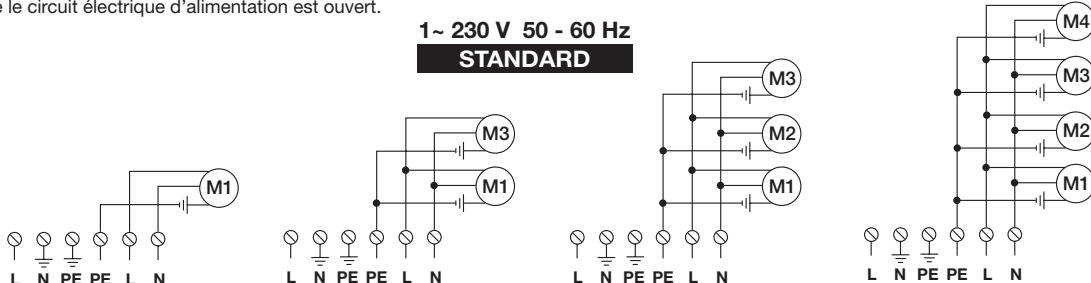 e le circuit électrique d'alimentation est ouvert.
1~ 230 V 50 - 60 Hz
STANDARD
M1
L N PE PE L N
M3
M1
L N PE PE L N
M3
M2
M1
L N PE PE L N
M4
M3
M2
M1
L N PE PE L N